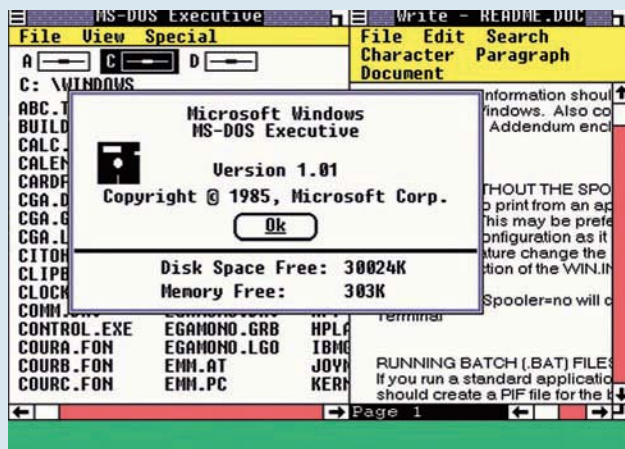 MS-DOS Executive
File View Special
A C D
C: \WINDOWS
ABC.T
BUILD
CALC.
CALEN
CARDF
CGA.D
CGA.G
CGA.L
CITOH
CLIPB
CLOCK
CONTROL.EXE EGAMONO.GRB HPLA
COURA.FON EGAMONO.LGO IBMG
COURB.FON EMM.AT JOYN
COURC.FON EMM.PC KERN
Microsoft Windows
MS-DOS Executive
Version 1.01
Copyright © 1985, Microsoft Corp.
Ok
Disk Space Free: 30024K
Memory Free: 303K
Write - README.DOC
File Edit Search
Character Paragraph
Document
nformation shoul
Windows. Also co
Addendum encl
THOUT THE SPO
print from an ap
This may be prefe
onfiguration as it
ature change the
tion of the WIN.IN
Spooler=no will d
Terminal
RUNNING BATCH (.BAT) FILES
If you run a standard applicatio
should create a PIF file for the b
Page 1